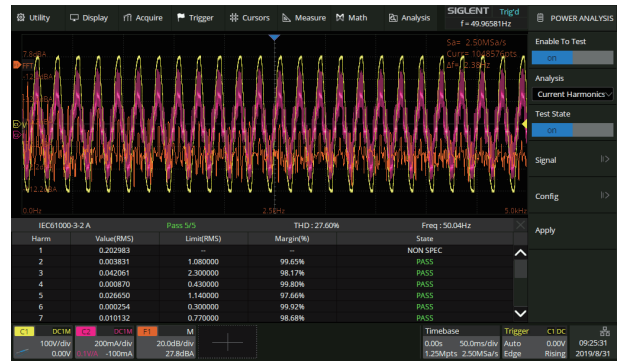 Utility Display Acquire Trigger Cursors Measure Math Analysis SIGLENT Trig'd
f = 49.96581Hz
POWER ANALYSIS
Sa= 2.50MSa/s
Curr= 1048576pts
Δf= 2.38Hz
7.8dBA
FFT
0.0Hz 2.5kHz 5.0kHz
Enable To Test
on
Analysis
Current Harmonics
Test State
on
Signal
Config
Apply
IEC61000-3-2 A Pass 5/5 THD : 27.60% Freq : 50.04Hz
Harm Value(RMS) Limit(RMS) Margin(%) State
1 0.202983 -- -- NON SPEC
2 0.003831 1.080000 99.65% PASS
3 0.042061 2.300000 98.17% PASS
4 0.000870 0.430000 99.80% PASS
5 0.026650 1.140000 97.66% PASS
6 0.000254 0.300000 99.92% PASS
7 0.010132 0.770000 98.68% PASS
C1 DC1M C2 DC1M F1 M Timebase Trigger C1 DC
100V/div 200mA/div 20.0dB/div 0.00s 50.0ms/div Auto 0.00V 09:25:31
0.00V -100mA 27.8dBA 1.25Mpts 2.50MSa/s Edge Rising 2019/8/31